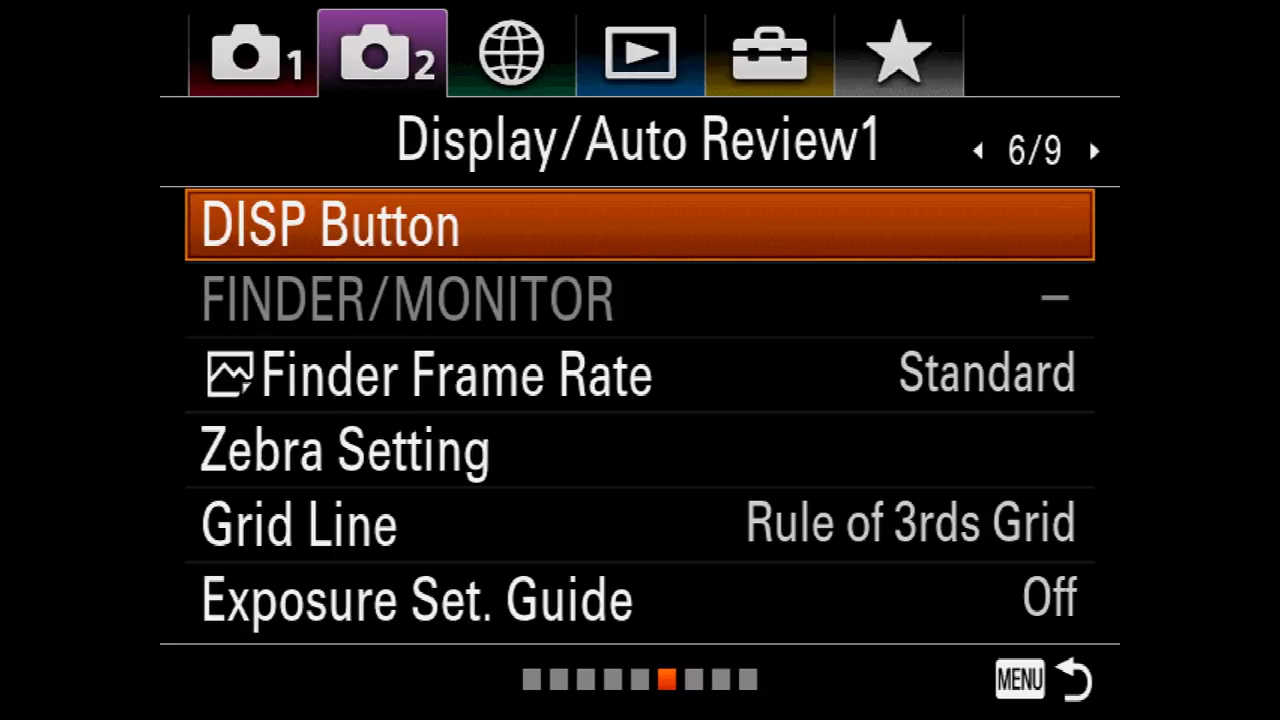 1 2
Display/Auto Review1 6/9
DISP Button
FINDER/MONITOR –
Finder Frame Rate Standard
Zebra Setting
Grid Line Rule of 3rds Grid
Exposure Set. Guide Off
MENU